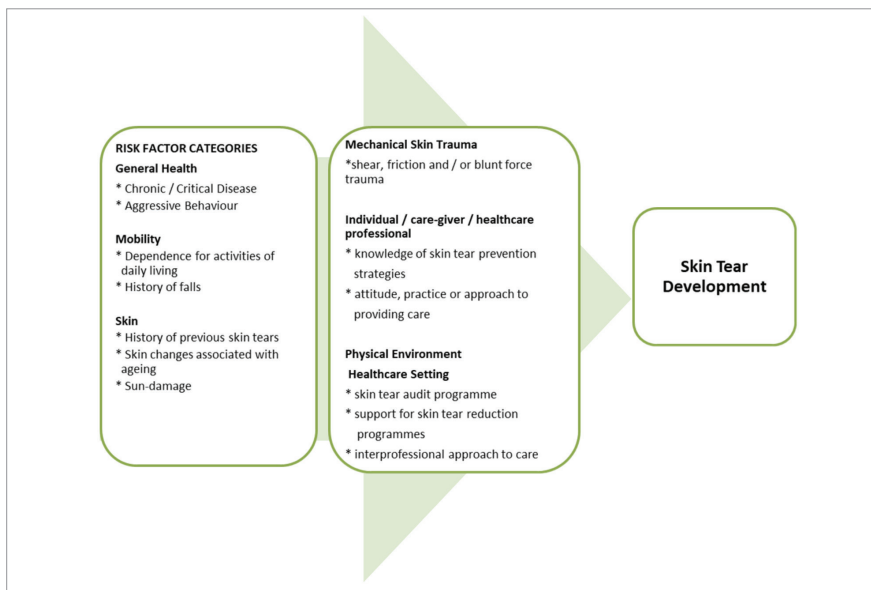 RISK FACTOR CATEGORIES
General Health
* Chronic / Critical Disease
* Aggressive Behaviour
Mobility
* Dependence for activities of
daily living
* History of falls
Skin
* History of previous skin tears
* Skin changes associated with
ageing
* Sun-damage
Mechanical Skin Trauma
*shear, friction and / or blunt force
trauma
Individual / care-giver / healthcare
professional
* knowledge of skin tear prevention
strategies
* attitude, practice or approach to
providing care
Physical Environment
Healthcare Setting
* skin tear audit programme
* support for skin tear reduction
programmes
* interprofessional approach to care
Skin Tear
Development